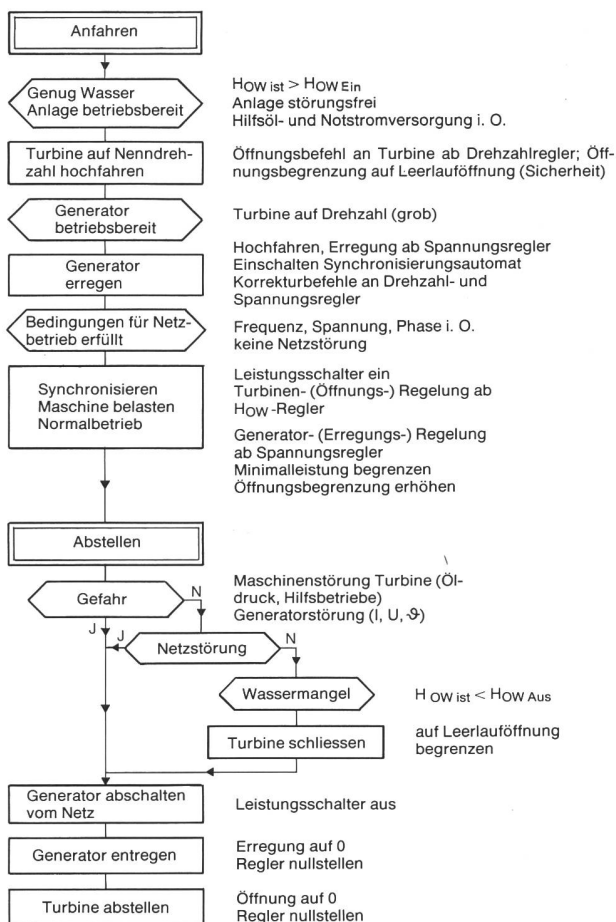 Anfahren
Genug Wasser
Anlage betriebsbereit
HOW ist > HOW Ein
Anlage störungsfrei
Hilfsöl- und Notstromversorgung i. O.
Turbine auf Nenndreh-
zahl hochfahren
Öffnungsbefehl an Turbine ab Drehzahlregler; Öff-
nungsbegrenzung auf Leerlauföffnung (Sicherheit)
Generator
betriebsbereit
Turbine auf Drehzahl (grob)
Generator
erregen
Hochfahren, Erregung ab Spannungsregler
Einschalten Synchronisierungsautomat
Korrekturbefehle an Drehzahl- und
Spannungsregler
Bedingungen für Netz-
betrieb erfüllt
Frequenz, Spannung, Phase i. O.
keine Netzstörung
Synchronisieren
Maschine belasten
Normalbetrieb
Leistungsschalter ein
Turbinen- (Öffnungs-) Regelung ab
HOW-Regler
Generator- (Erregungs-) Regelung
ab Spannungsregler
Minimalleistung begrenzen
Öffnungsbegrenzung erhöhen
Abstellen
Gefahr
N
J
Maschinenstörung Turbine (Öl-
druck, Hilfsbetriebe)
Generatorstörung (I, U, ϑ)
Netzstörung
J
N
Wassermangel
H OW ist < HOW Aus
Turbine schliessen
auf Leerlauföffnung
begrenzen
Generator abschalten
vom Netz
Leistungsschalter aus
Generator entregen
Erregung auf 0
Regler nullstellen
Turbine abstellen
Öffnung auf 0
Regler nullstellen